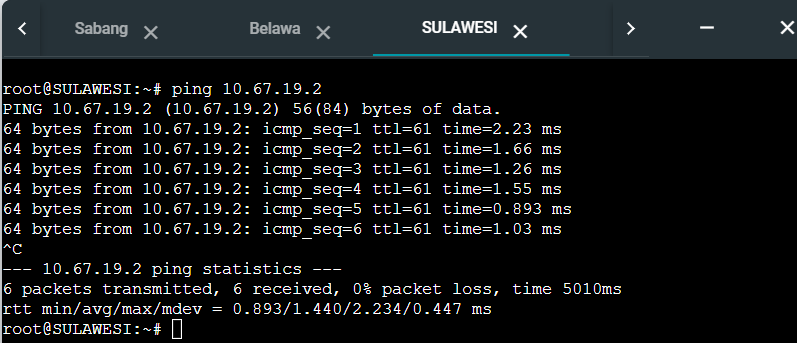 Sabang Belawa SULAWESI
root@SULAWESI:~# ping 10.67.19.2
PING 10.67.19.2 (10.67.19.2) 56(84) bytes of data.
64 bytes from 10.67.19.2: icmp_seq=1 ttl=61 time=2.23 ms
64 bytes from 10.67.19.2: icmp_seq=2 ttl=61 time=1.66 ms
64 bytes from 10.67.19.2: icmp_seq=3 ttl=61 time=1.26 ms
64 bytes from 10.67.19.2: icmp_seq=4 ttl=61 time=1.55 ms
64 bytes from 10.67.19.2: icmp_seq=5 ttl=61 time=0.893 ms
64 bytes from 10.67.19.2: icmp_seq=6 ttl=61 time=1.03 ms
^C
--- 10.67.19.2 ping statistics ---
6 packets transmitted, 6 received, 0% packet loss, time 5010ms
rtt min/avg/max/mdev = 0.893/1.440/2.234/0.447 ms
root@SULAWESI:~#